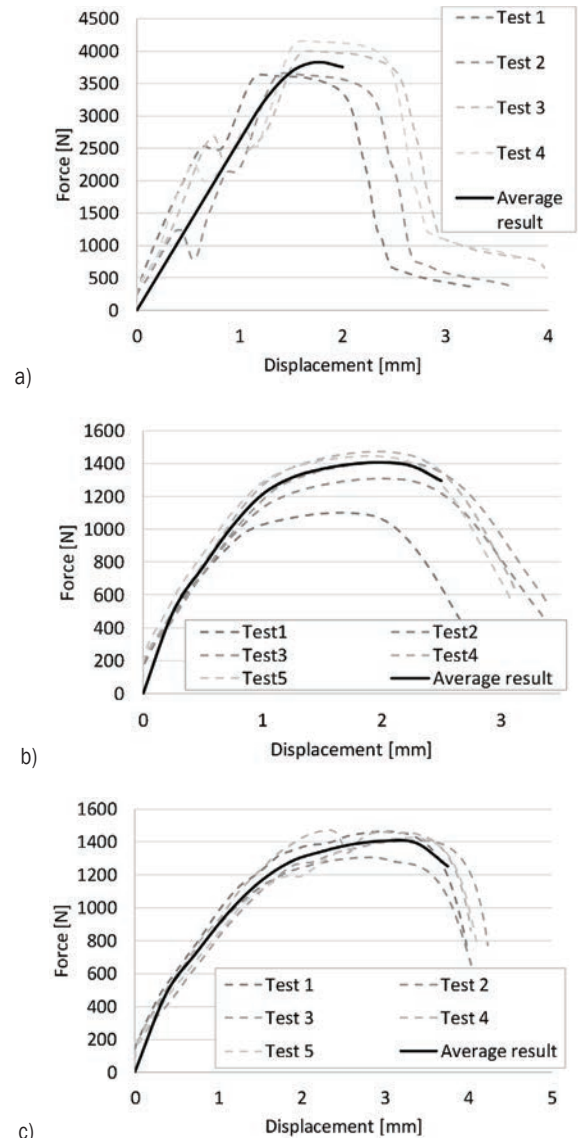 4500
4000
3500
3000
2500
2000
1500
1000
500
0
Force [N]
0 1 2 3 4
Displacement [mm]
Test 1
Test 2
Test 3
Test 4
Average
result
a)
1600
1400
1200
1000
800
600
400
200
0
Force [N]
Test1 Test2
Test3 Test4
Test5 Average result
0 1 2 3
Displacement [mm]
b)
1600
1400
1200
1000
800
600
400
200
0
Force [N]
Test 1 Test 2
Test 3 Test 4
Test 5 Average result
0 1 2 3 4 5
Displacement [mm]
c)